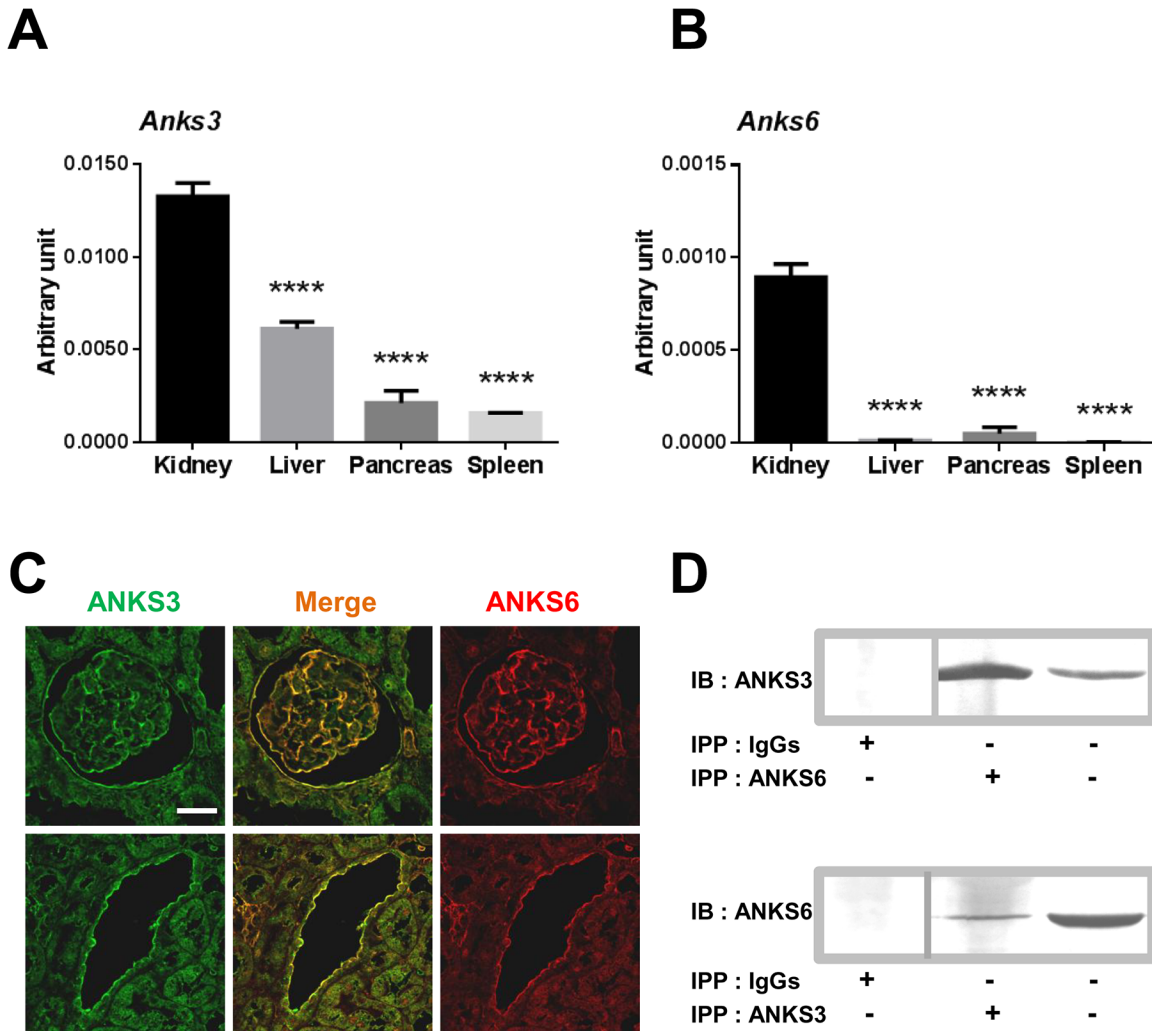 A
Anks3
Arbitrary unit
0.0150
0.0100
0.0050
0.0000
****
****
****
Kidney Liver Pancreas Spleen
B
Anks6
Arbitrary unit
0.0015
0.0010
0.0005
0.0000
****
****
****
Kidney Liver Pancreas Spleen
C
ANKS3 Merge ANKS6
D
IB : ANKS3
IPP : IgGs + - -
IPP : ANKS6 - + -
IB : ANKS6
IPP : IgGs + - -
IPP : ANKS3 - + -